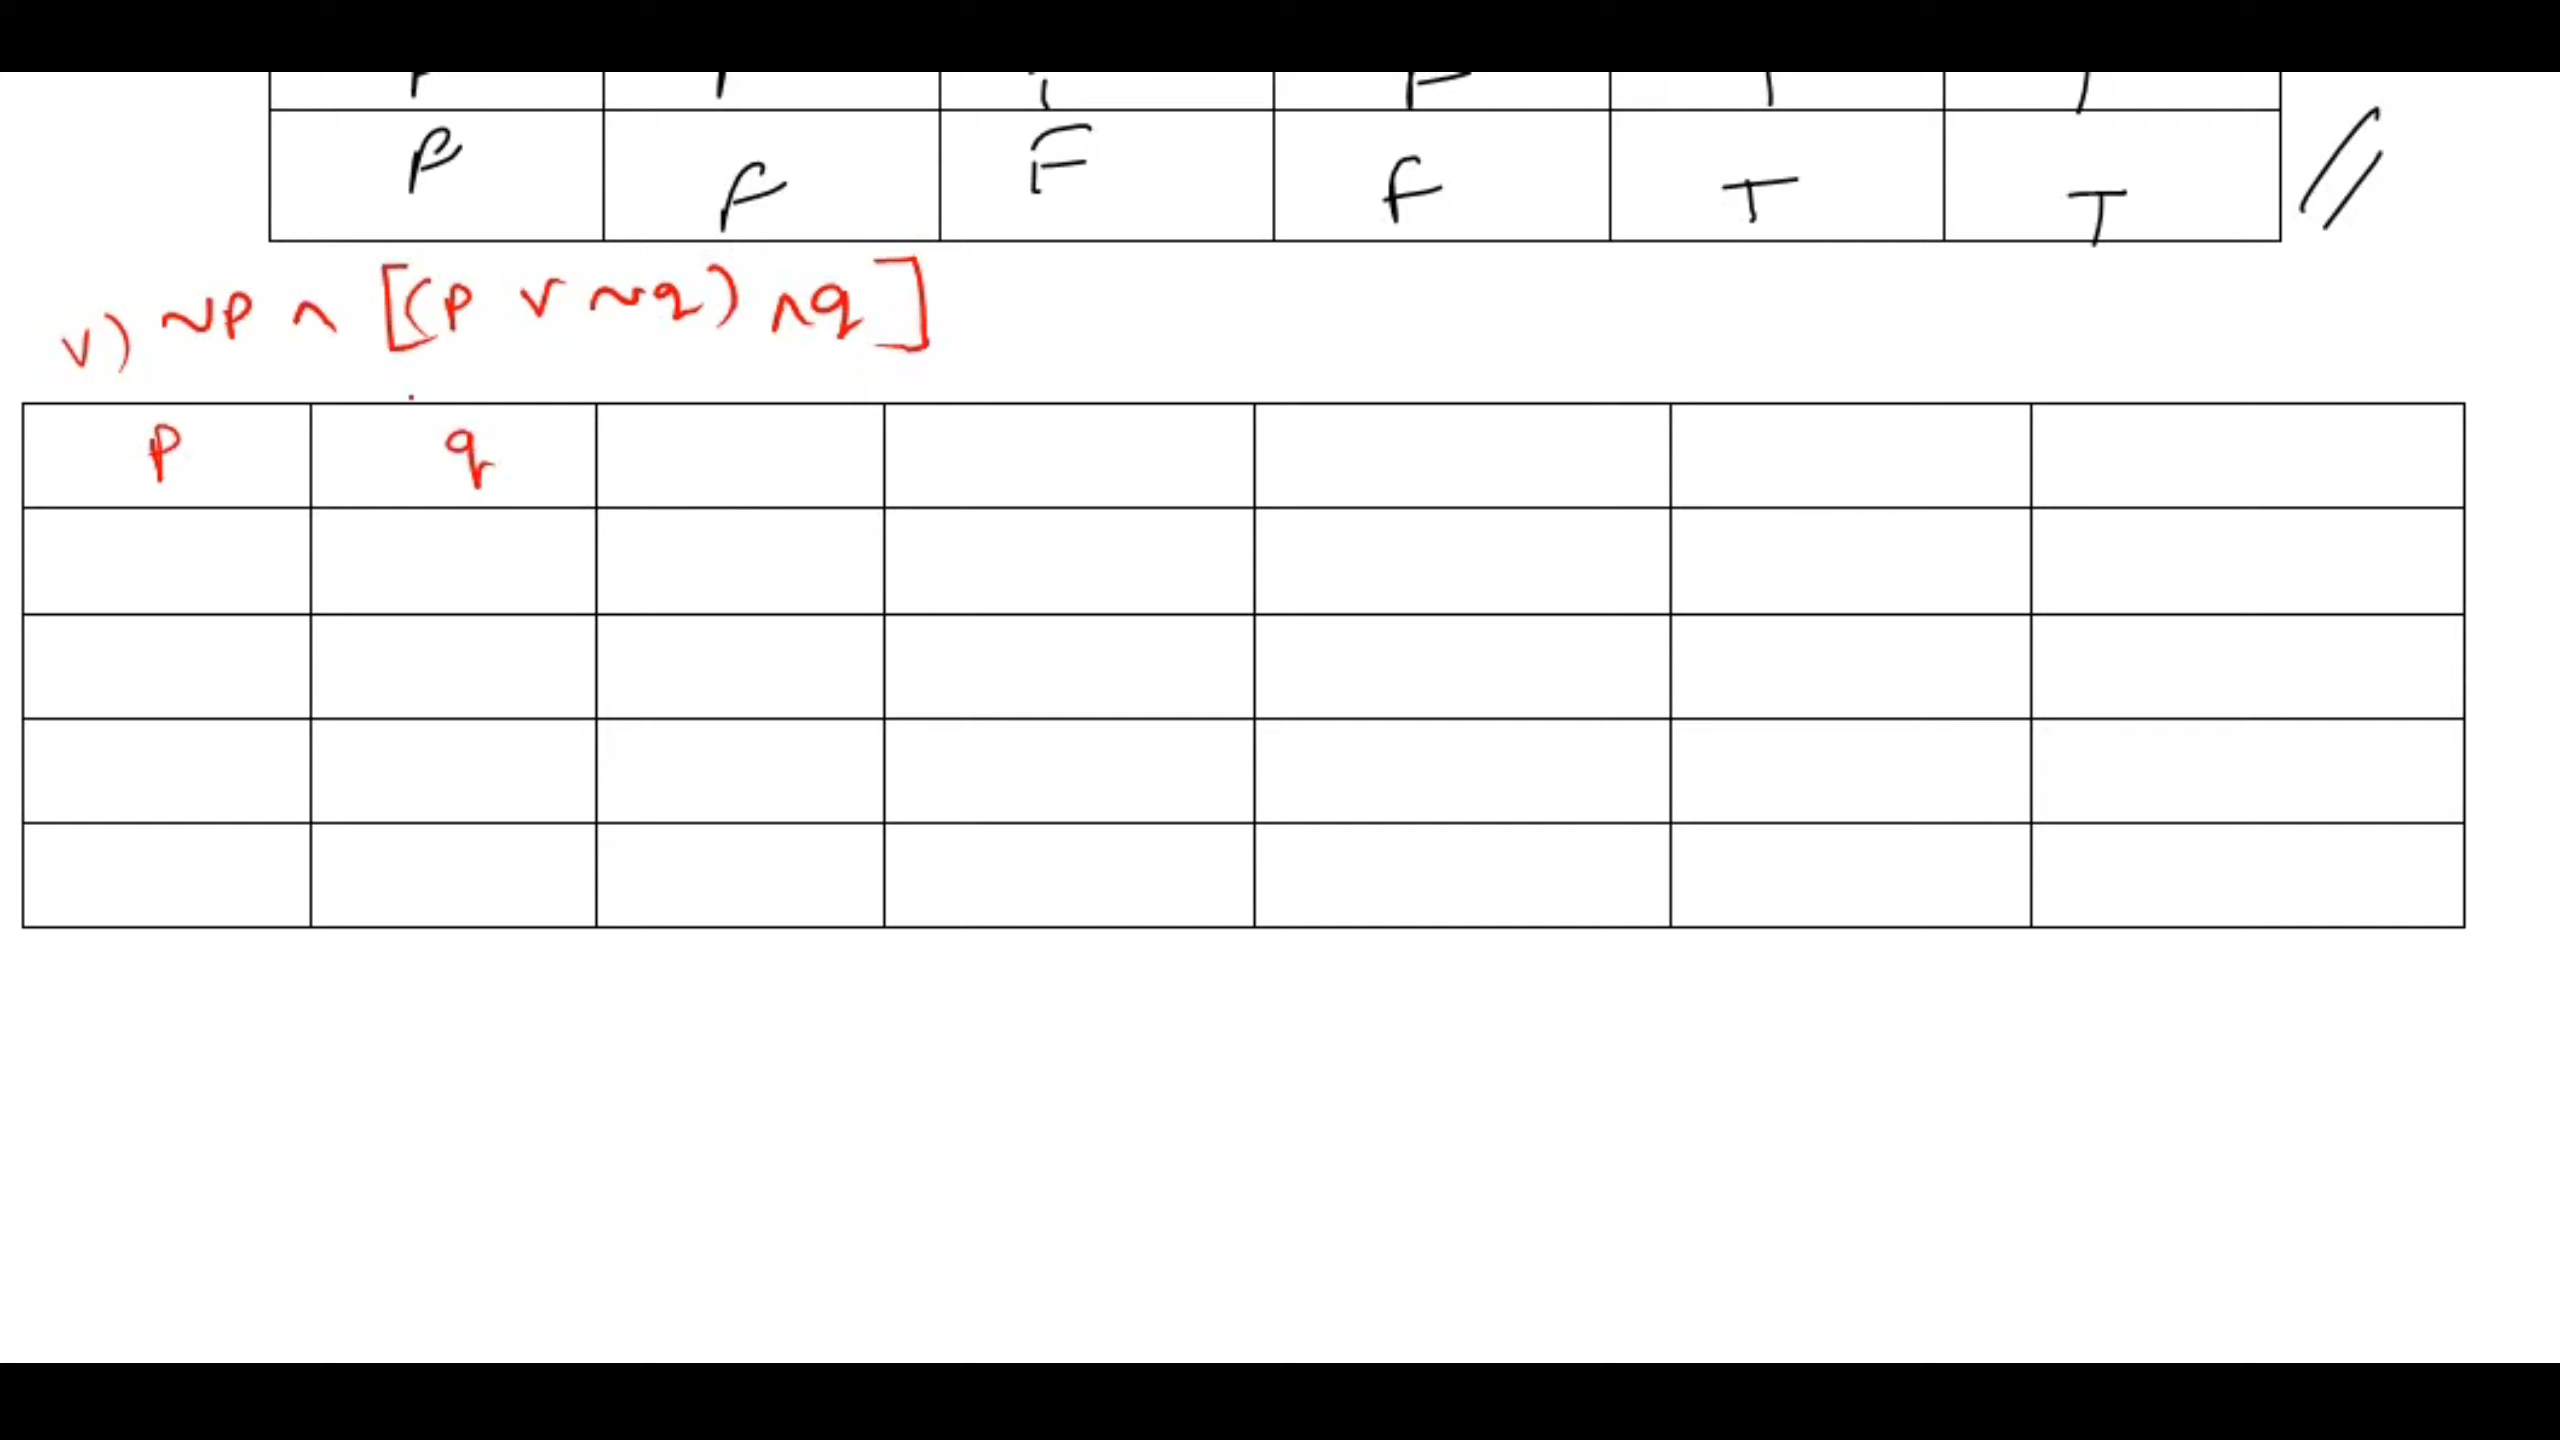 F F F F T T
v) ~p ∧ [(p ∨ ~q) ∧q]
p q